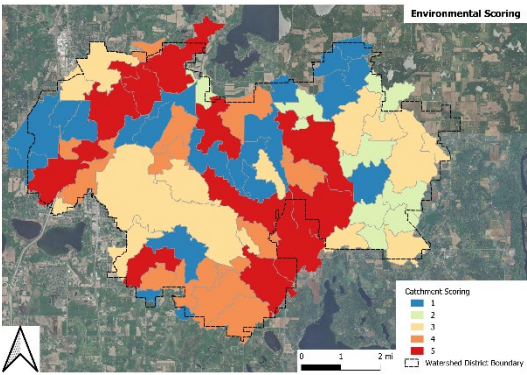 Environmental Scoring
Catchment Scoring
1
2
3
4
5
Watershed District Boundary
0 1 2 mi